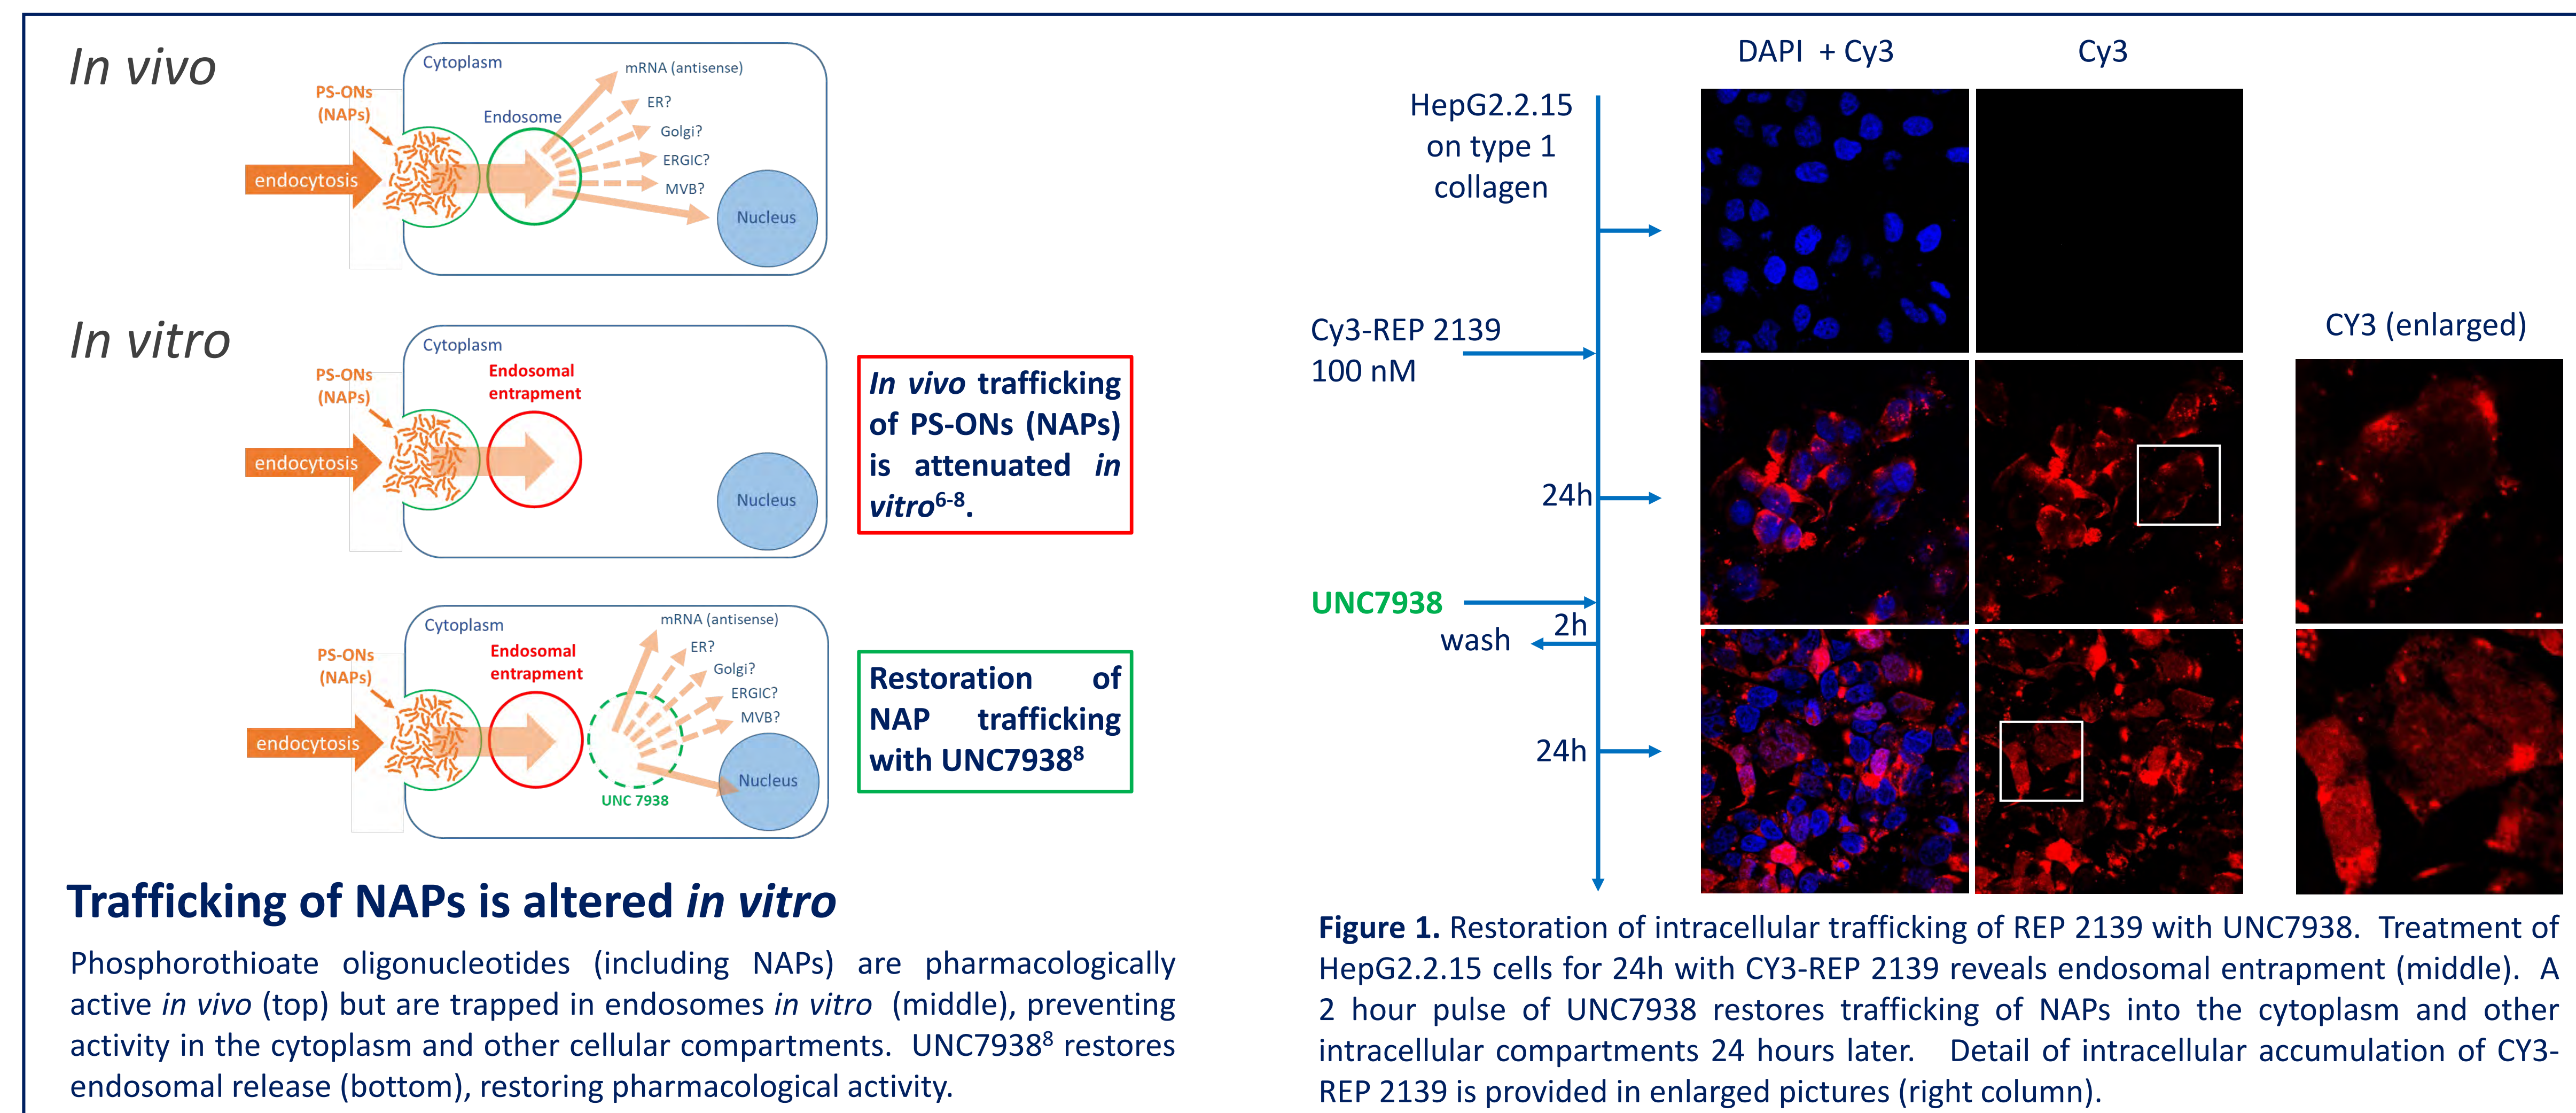 In vivo
Cytoplasm
PS-ONs
(NAPs)
endocytosis
Endosome
mRNA (antisense)
ER?
Golgi?
ERGIC?
MVB?
Nucleus
In vitro
Cytoplasm
PS-ONs
(NAPs)
endocytosis
Endosomal
entrapment
Nucleus
In vivo trafficking
of PS-ONs (NAPs)
is attenuated in
vitro6-8.
Cytoplasm
PS-ONs
(NAPs)
endocytosis
Endosomal
entrapment
mRNA (antisense)
ER?
Golgi?
ERGIC?
MVB?
Nucleus
UNC 7938
Restoration of
NAP trafficking
with UNC79388
Trafficking of NAPs is altered in vitro
Phosphorothioate oligonucleotides (including NAPs) are pharmacologically
active in vivo (top) but are trapped in endosomes in vitro (middle), preventing
activity in the cytoplasm and other cellular compartments. UNC79388 restores
endosomal release (bottom), restoring pharmacological activity.
DAPI + Cy3
Cy3
HepG2.2.15
on type 1
collagen
Cy3-REP 2139
100 nM
CY3 (enlarged)
24h
UNC7938
2h
wash
24h
Figure 1. Restoration of intracellular trafficking of REP 2139 with UNC7938. Treatment of
HepG2.2.15 cells for 24h with CY3-REP 2139 reveals endosomal entrapment (middle). A
2 hour pulse of UNC7938 restores trafficking of NAPs into the cytoplasm and other
intracellular compartments 24 hours later. Detail of intracellular accumulation of CY3-
REP 2139 is provided in enlarged pictures (right column).